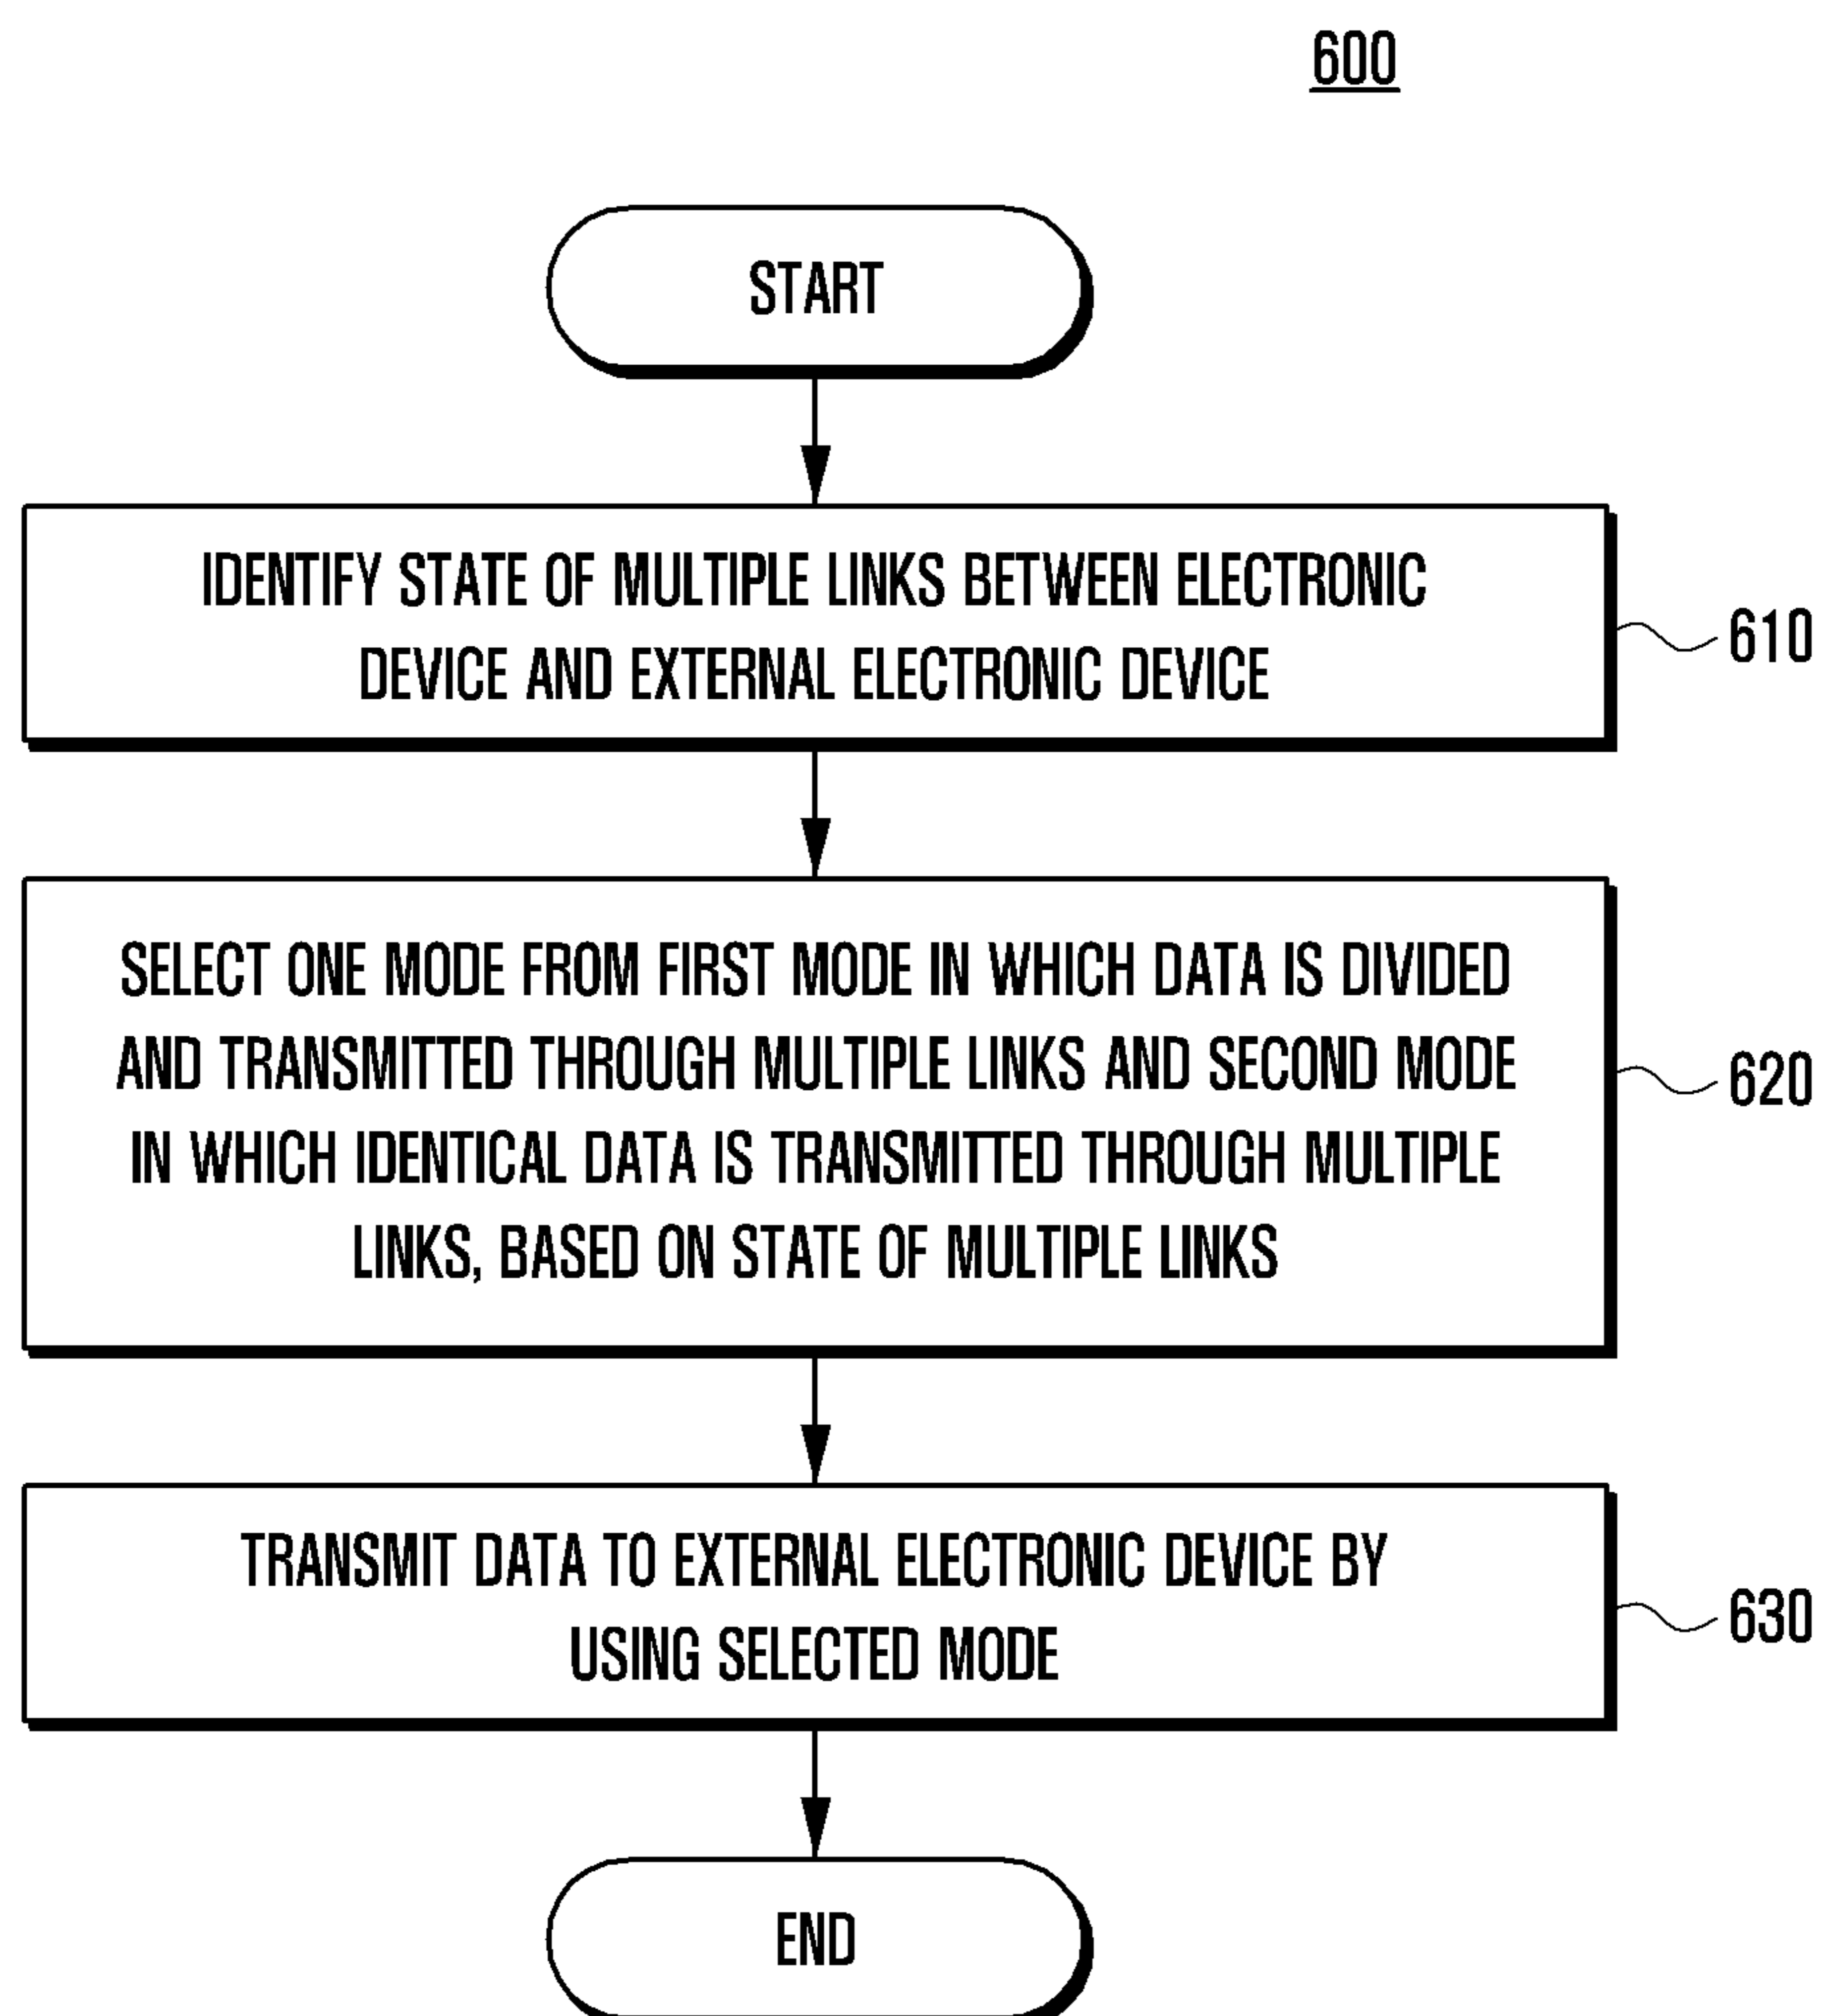 600
START
IDENTIFY STATE OF MULTIPLE LINKS BETWEEN ELECTRONIC
DEVICE AND EXTERNAL ELECTRONIC DEVICE
610
SELECT ONE MODE FROM FIRST MODE IN WHICH DATA IS DIVIDED
AND TRANSMITTED THROUGH MULTIPLE LINKS AND SECOND MODE
IN WHICH IDENTICAL DATA IS TRANSMITTED THROUGH MULTIPLE
LINKS, BASED ON STATE OF MULTIPLE LINKS
620
TRANSMIT DATA TO EXTERNAL ELECTRONIC DEVICE BY
USING SELECTED MODE
630
END